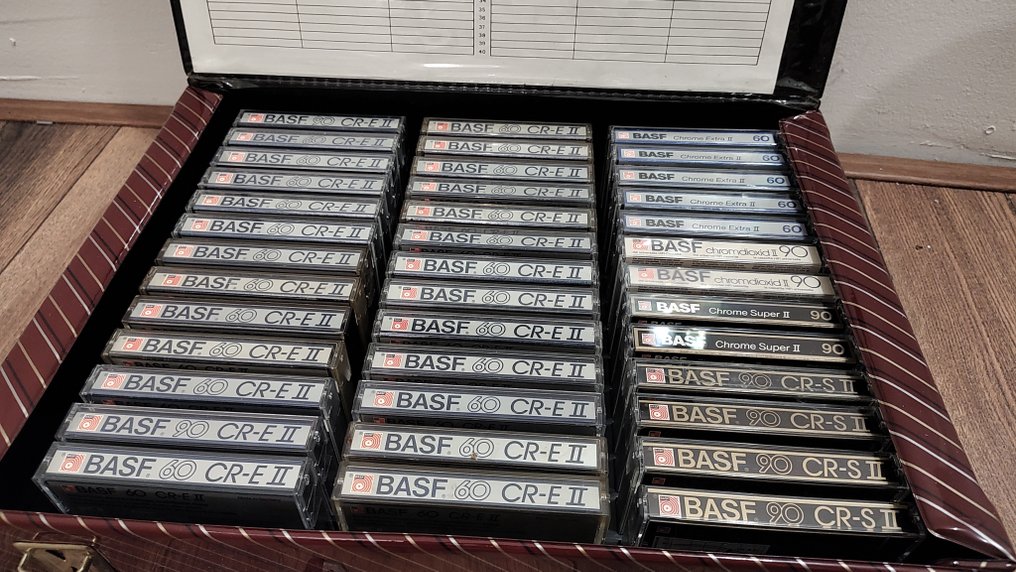 35
36
37
38
39
40
BASF 90 CR-E II
BASF 60 CR-E II
BASF 60 CR-E II
BASF 60 CR-E II
BASF 60 CR-E II
BASF 60 CR-E II
BASF 60 CR-E II
BASF 60 CR-E II
BASF 60 CR-E II
BASF 60 CR-E II
BASF 60 CR-E II
BASF 90 CR-E II
BASF 60 CR-E II
BASF 60 CR-E II
BASF 60 CR-E II
BASF 60 CR-E II
BASF 60 CR-E II
BASF 60 CR-E II
BASF 60 CR-E II
BASF 60 CR-E II
BASF 60 CR-E II
BASF 60 CR-E II
BASF 60 CR-E II
BASF 60 CR-E II
BASF 60 CR-E II
BASF 60 CR-E II
BASF Chrome Extra II 60
BASF Chrome Extra II 60
BASF Chrome Extra II 60
BASF Chrome Extra II 60
BASF Chrome Extra II 60
BASF chromdioxid II 90
BASF chromdioxid II 90
BASF Chrome Super II 90
BASF Chrome Super II 90
BASF 90 CR-S II
BASF 90 CR-S II
BASF 90 CR-S II
BASF 90 CR-S II